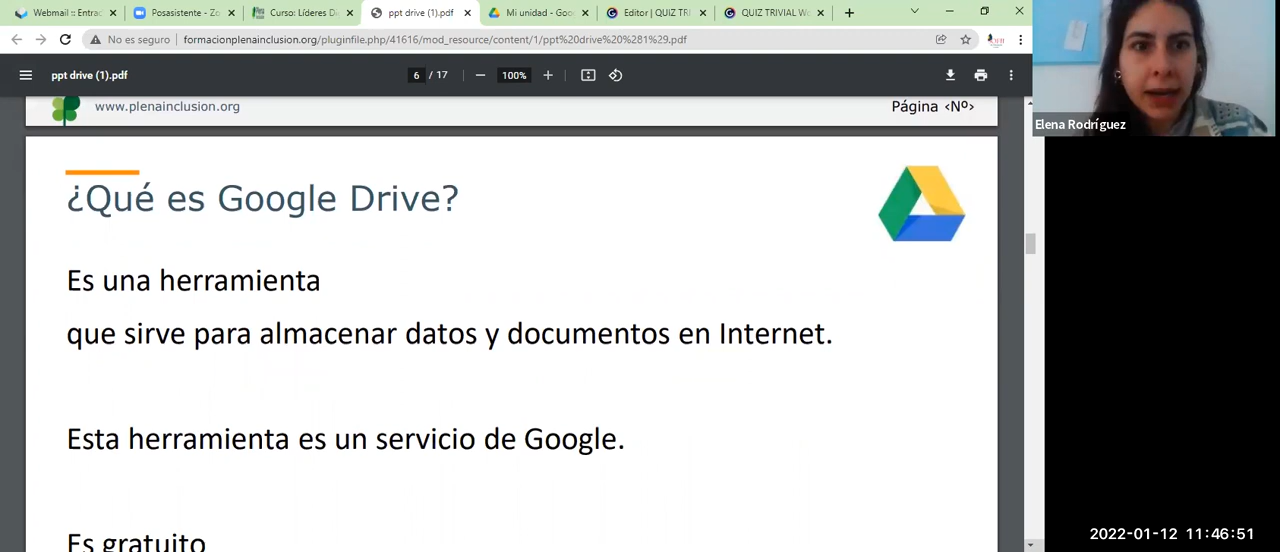 Webmail :: Entra
Posasistente - Zo
Curso: Líderes Di
ppt drive (1).pdf
Mi unidad - Goo
Editor | QUIZ TRI
QUIZ TRIVIAL W
No es seguro
formacionplenainclusion.org/pluginfile.php/41616/mod_resource/content/1/ppt%20drive%20%281%29.pdf
ppt drive (1).pdf
6 / 17
100%
Elena Rodríguez
www.plenainclusion.org
Página ‹Nº›
¿Qué es Google Drive?
Es una herramienta
que sirve para almacenar datos y documentos en Internet.
Esta herramienta es un servicio de Google.
Es gratuito
2022-01-12 11:46:51